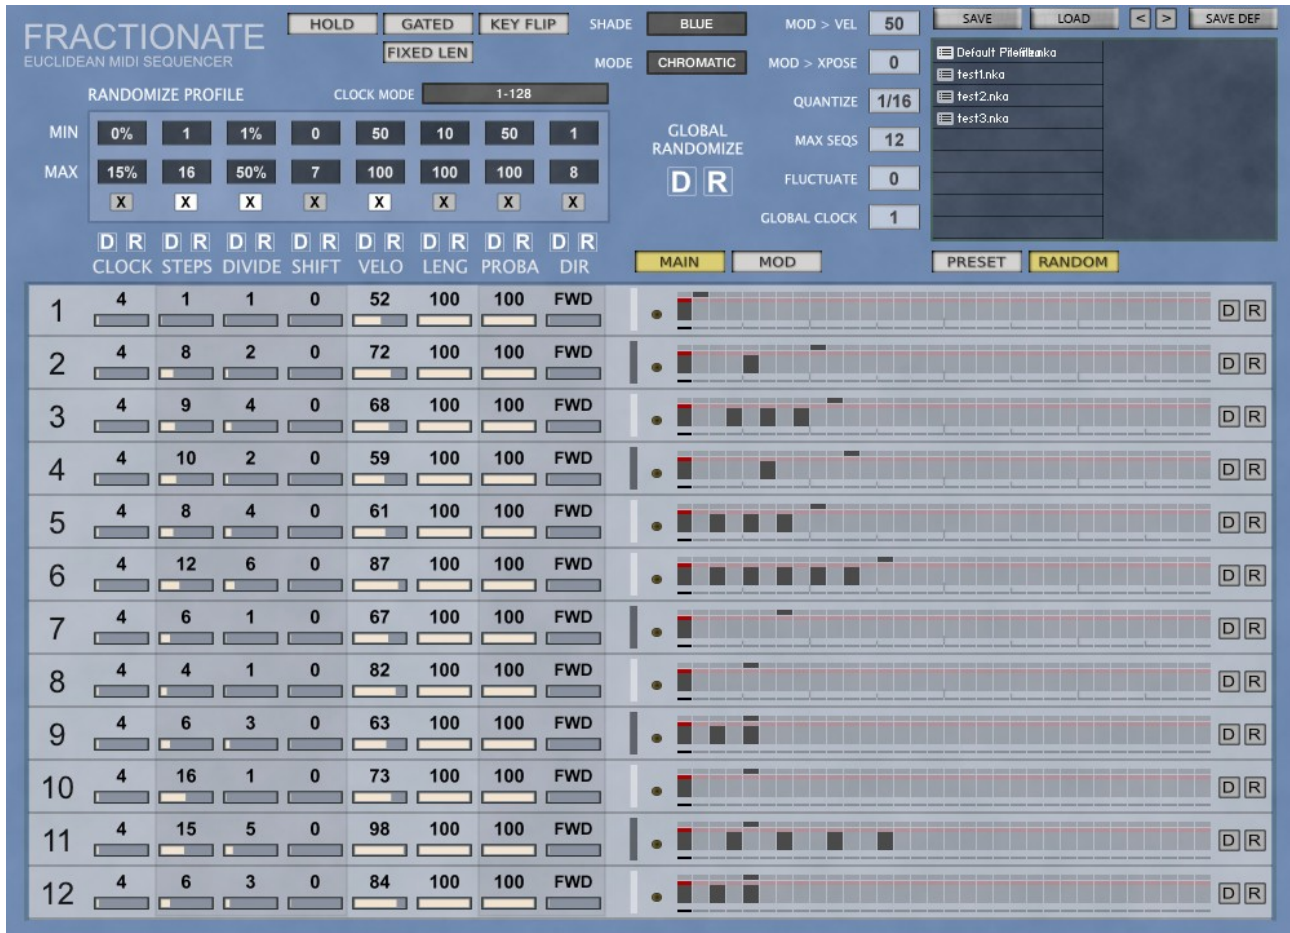 FRACTIONATE
EUCLIDEAN MIDI SEQUENCER
HOLD GATED KEY FLIP
FIXED LEN
SHADE BLUE
MODE CHROMATIC
MOD > VEL 50
MOD > XPOSE 0
QUANTIZE 1/16
MAX SEQS 12
FLUCTUATE 0
GLOBAL CLOCK 1
SAVE LOAD < > SAVE DEF
test1.nka
test2.nka
test3.nka
RANDOMIZE PROFILE CLOCK MODE 1-128
MIN 0% 1 1% 0 50 10 50 1
MAX 15% 16 50% 7 100 100 100 8
X X X X X X X X
GLOBAL
RANDOMIZE
D R
D R D R D R D R D R D R D R D R
CLOCK STEPS DIVIDE SHIFT VELO LENG PROBA DIR
MAIN MOD PRESET RANDOM
1 4 1 1 0 52 100 100 FWD D R
2 4 8 2 0 72 100 100 FWD D R
3 4 9 4 0 68 100 100 FWD D R
4 4 10 2 0 59 100 100 FWD D R
5 4 8 4 0 61 100 100 FWD D R
6 4 12 6 0 87 100 100 FWD D R
7 4 6 1 0 67 100 100 FWD D R
8 4 4 1 0 82 100 100 FWD D R
9 4 6 3 0 63 100 100 FWD D R
10 4 16 1 0 73 100 100 FWD D R
11 4 15 5 0 98 100 100 FWD D R
12 4 6 3 0 84 100 100 FWD D R